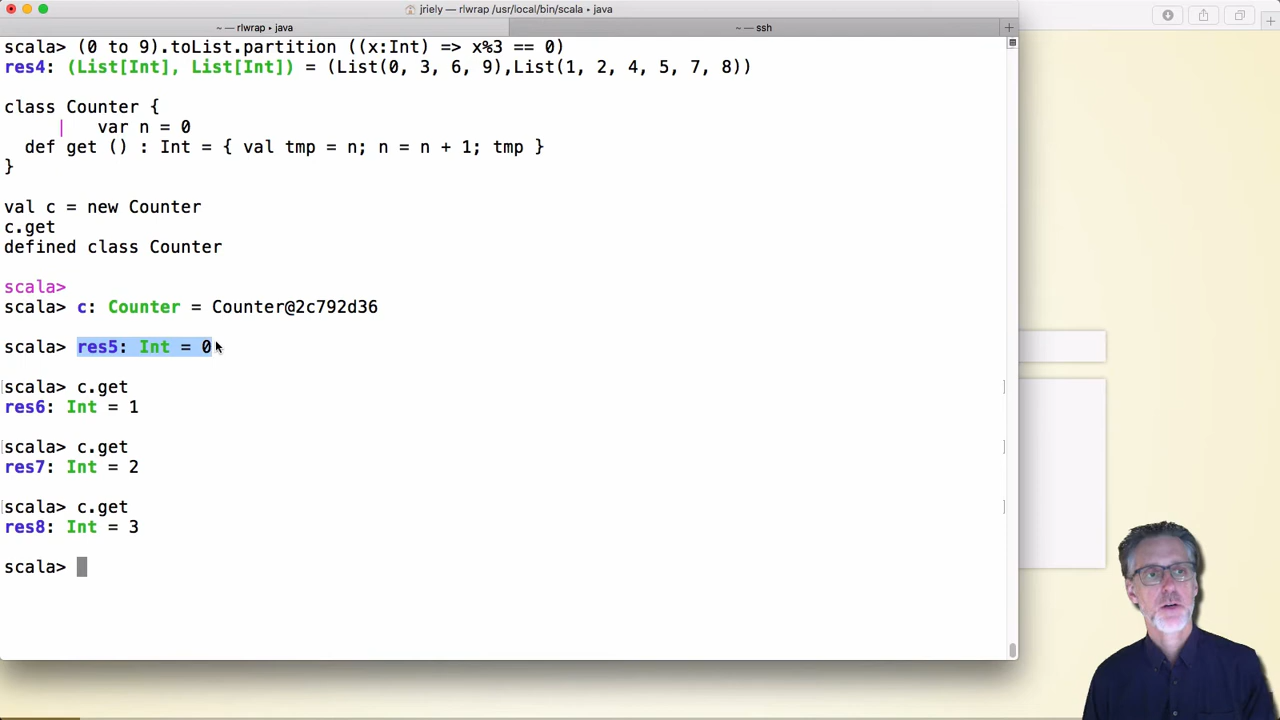 jriely — rlwrap /usr/local/bin/scala ▸ java
~ — rlwrap ▸ java
~ — ssh
scala> (0 to 9).toList.partition ((x:Int) => x%3 == 0)
res4: (List[Int], List[Int]) = (List(0, 3, 6, 9),List(1, 2, 4, 5, 7, 8))
class Counter {
| var n = 0
def get () : Int = { val tmp = n; n = n + 1; tmp }
}
val c = new Counter
c.get
defined class Counter
scala>
scala> c: Counter = Counter@2c792d36
scala> res5: Int = 0
scala> c.get
res6: Int = 1
scala> c.get
res7: Int = 2
scala> c.get
res8: Int = 3
scala>